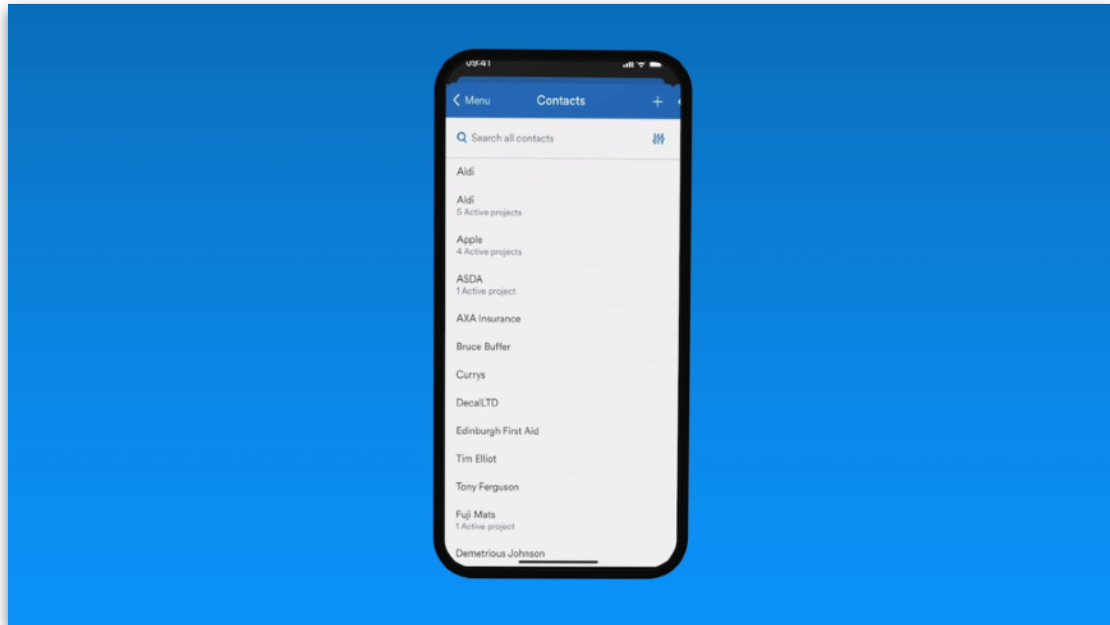 09:41
Menu
Contacts
+
Search all contacts
Aldi
Aldi
5 Active projects
Apple
4 Active projects
ASDA
1 Active project
AXA Insurance
Bruce Buffer
Currys
DecalLTD
Edinburgh First Aid
Tim Elliot
Tony Ferguson
Fuji Mats
1 Active project
Demetrious Johnson